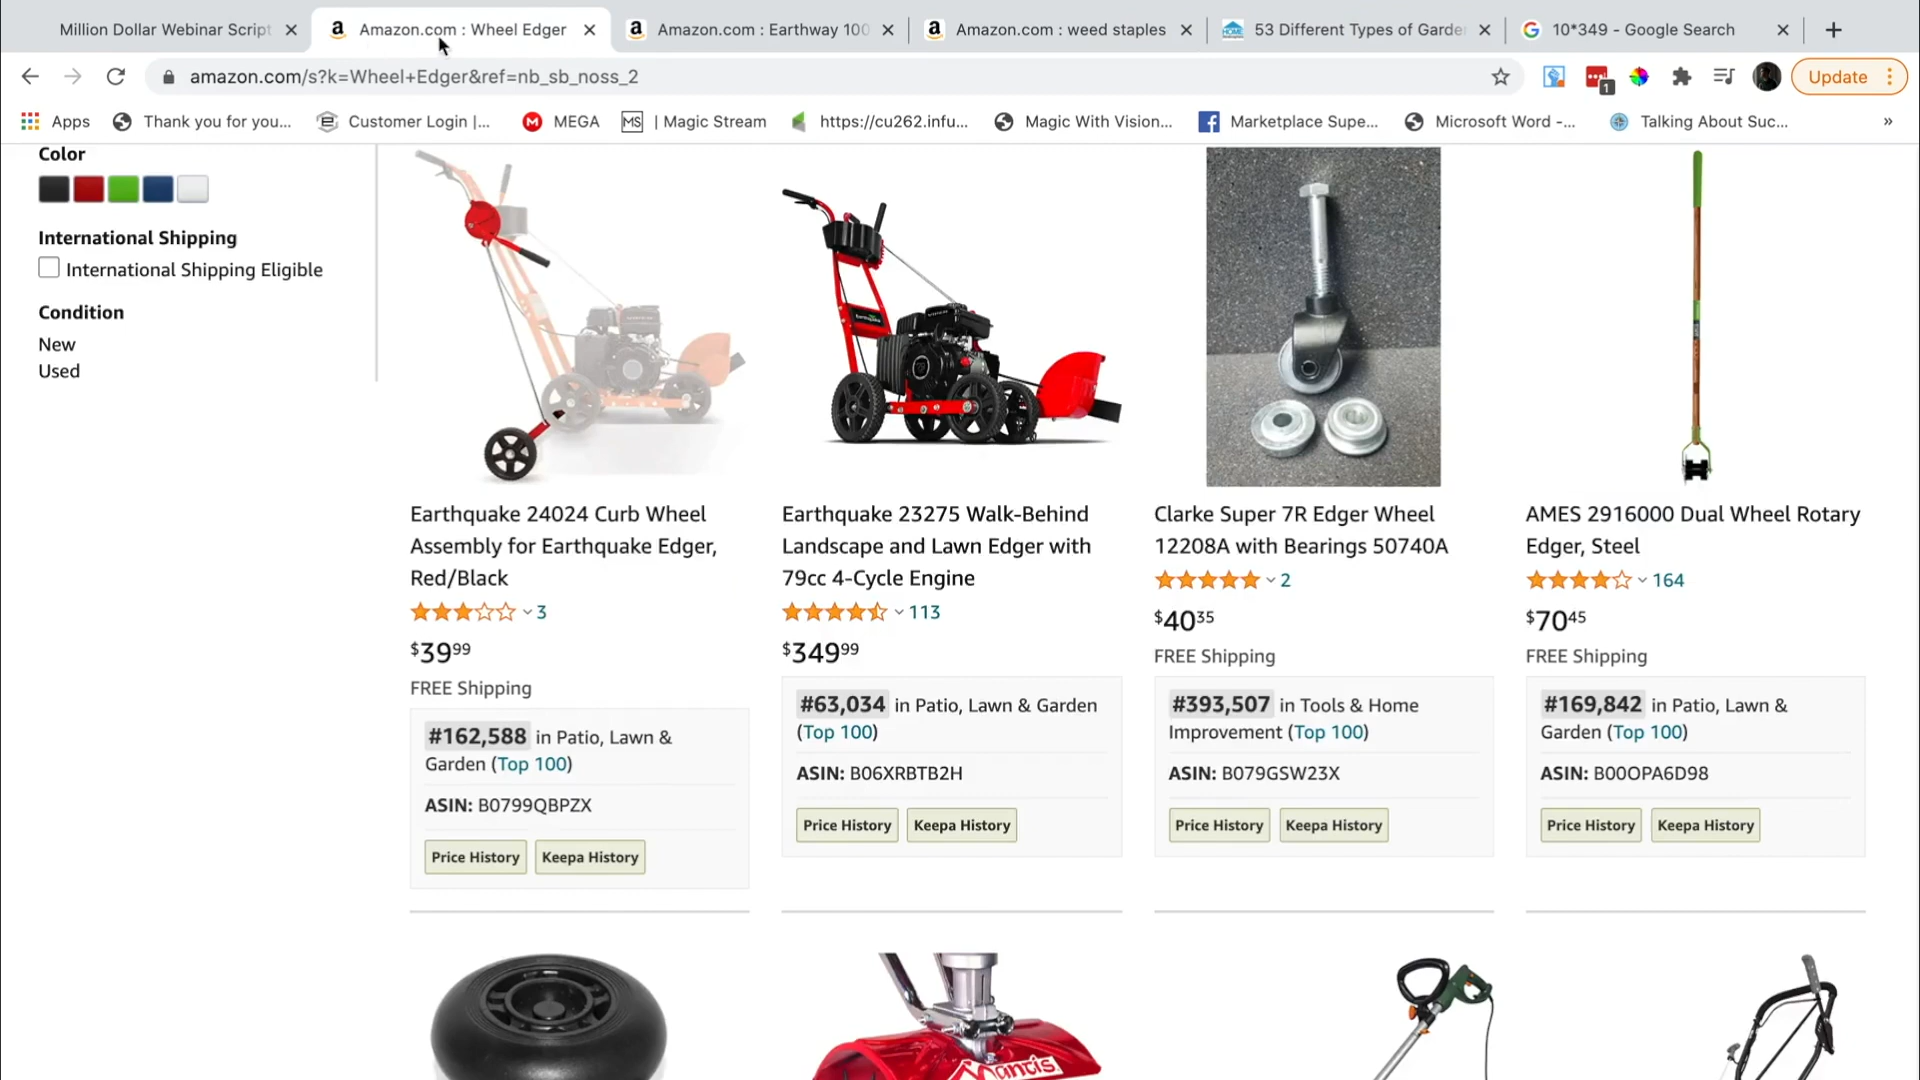 Million Dollar Webinar Script
Amazon.com : Wheel Edger
Amazon.com : Earthway 100
Amazon.com : weed staples
53 Different Types of Garde
10*349 - Google Search
amazon.com/s?k=Wheel+Edger&ref=nb_sb_noss_2
1
Update
Apps
Thank you for you...
Customer Login |...
MEGA
MS
| Magic Stream
https://cu262.infu...
Magic With Vision...
Marketplace Supe...
Microsoft Word -...
Talking About Suc...
»
Color
International Shipping
International Shipping Eligible
Condition
New
Used
Earthquake 24024 Curb Wheel
Assembly for Earthquake Edger,
Red/Black
3
$3999
FREE Shipping
#162,588 in Patio, Lawn &
Garden (Top 100)
ASIN: B0799QBPZX
Price History
Keepa History
Earthquake 23275 Walk-Behind
Landscape and Lawn Edger with
79cc 4-Cycle Engine
113
$34999
#63,034 in Patio, Lawn & Garden
(Top 100)
ASIN: B06XRBTB2H
Price History
Keepa History
Clarke Super 7R Edger Wheel
12208A with Bearings 50740A
2
$4035
FREE Shipping
#393,507 in Tools & Home
Improvement (Top 100)
ASIN: B079GSW23X
Price History
Keepa History
AMES 2916000 Dual Wheel Rotary
Edger, Steel
164
$7045
FREE Shipping
#169,842 in Patio, Lawn &
Garden (Top 100)
ASIN: B00OPA6D98
Price History
Keepa History
Mantis